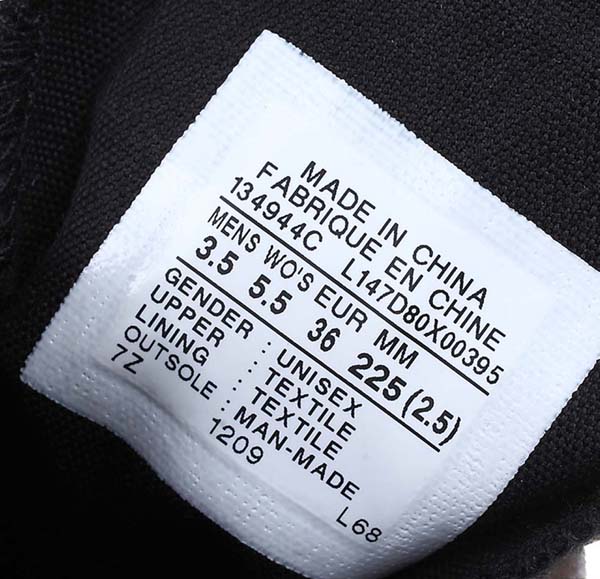 MADE IN CHINA
FABRIQUE EN CHINE
134944C L147D80X00395
MENS WO'S EUR MM
3.5 5.5 36 225 (2.5)
GENDER : UNISEX
UPPER : TEXTILE
LINING : TEXTILE
OUTSOLE : MAN-MADE
7Z 1209 L68